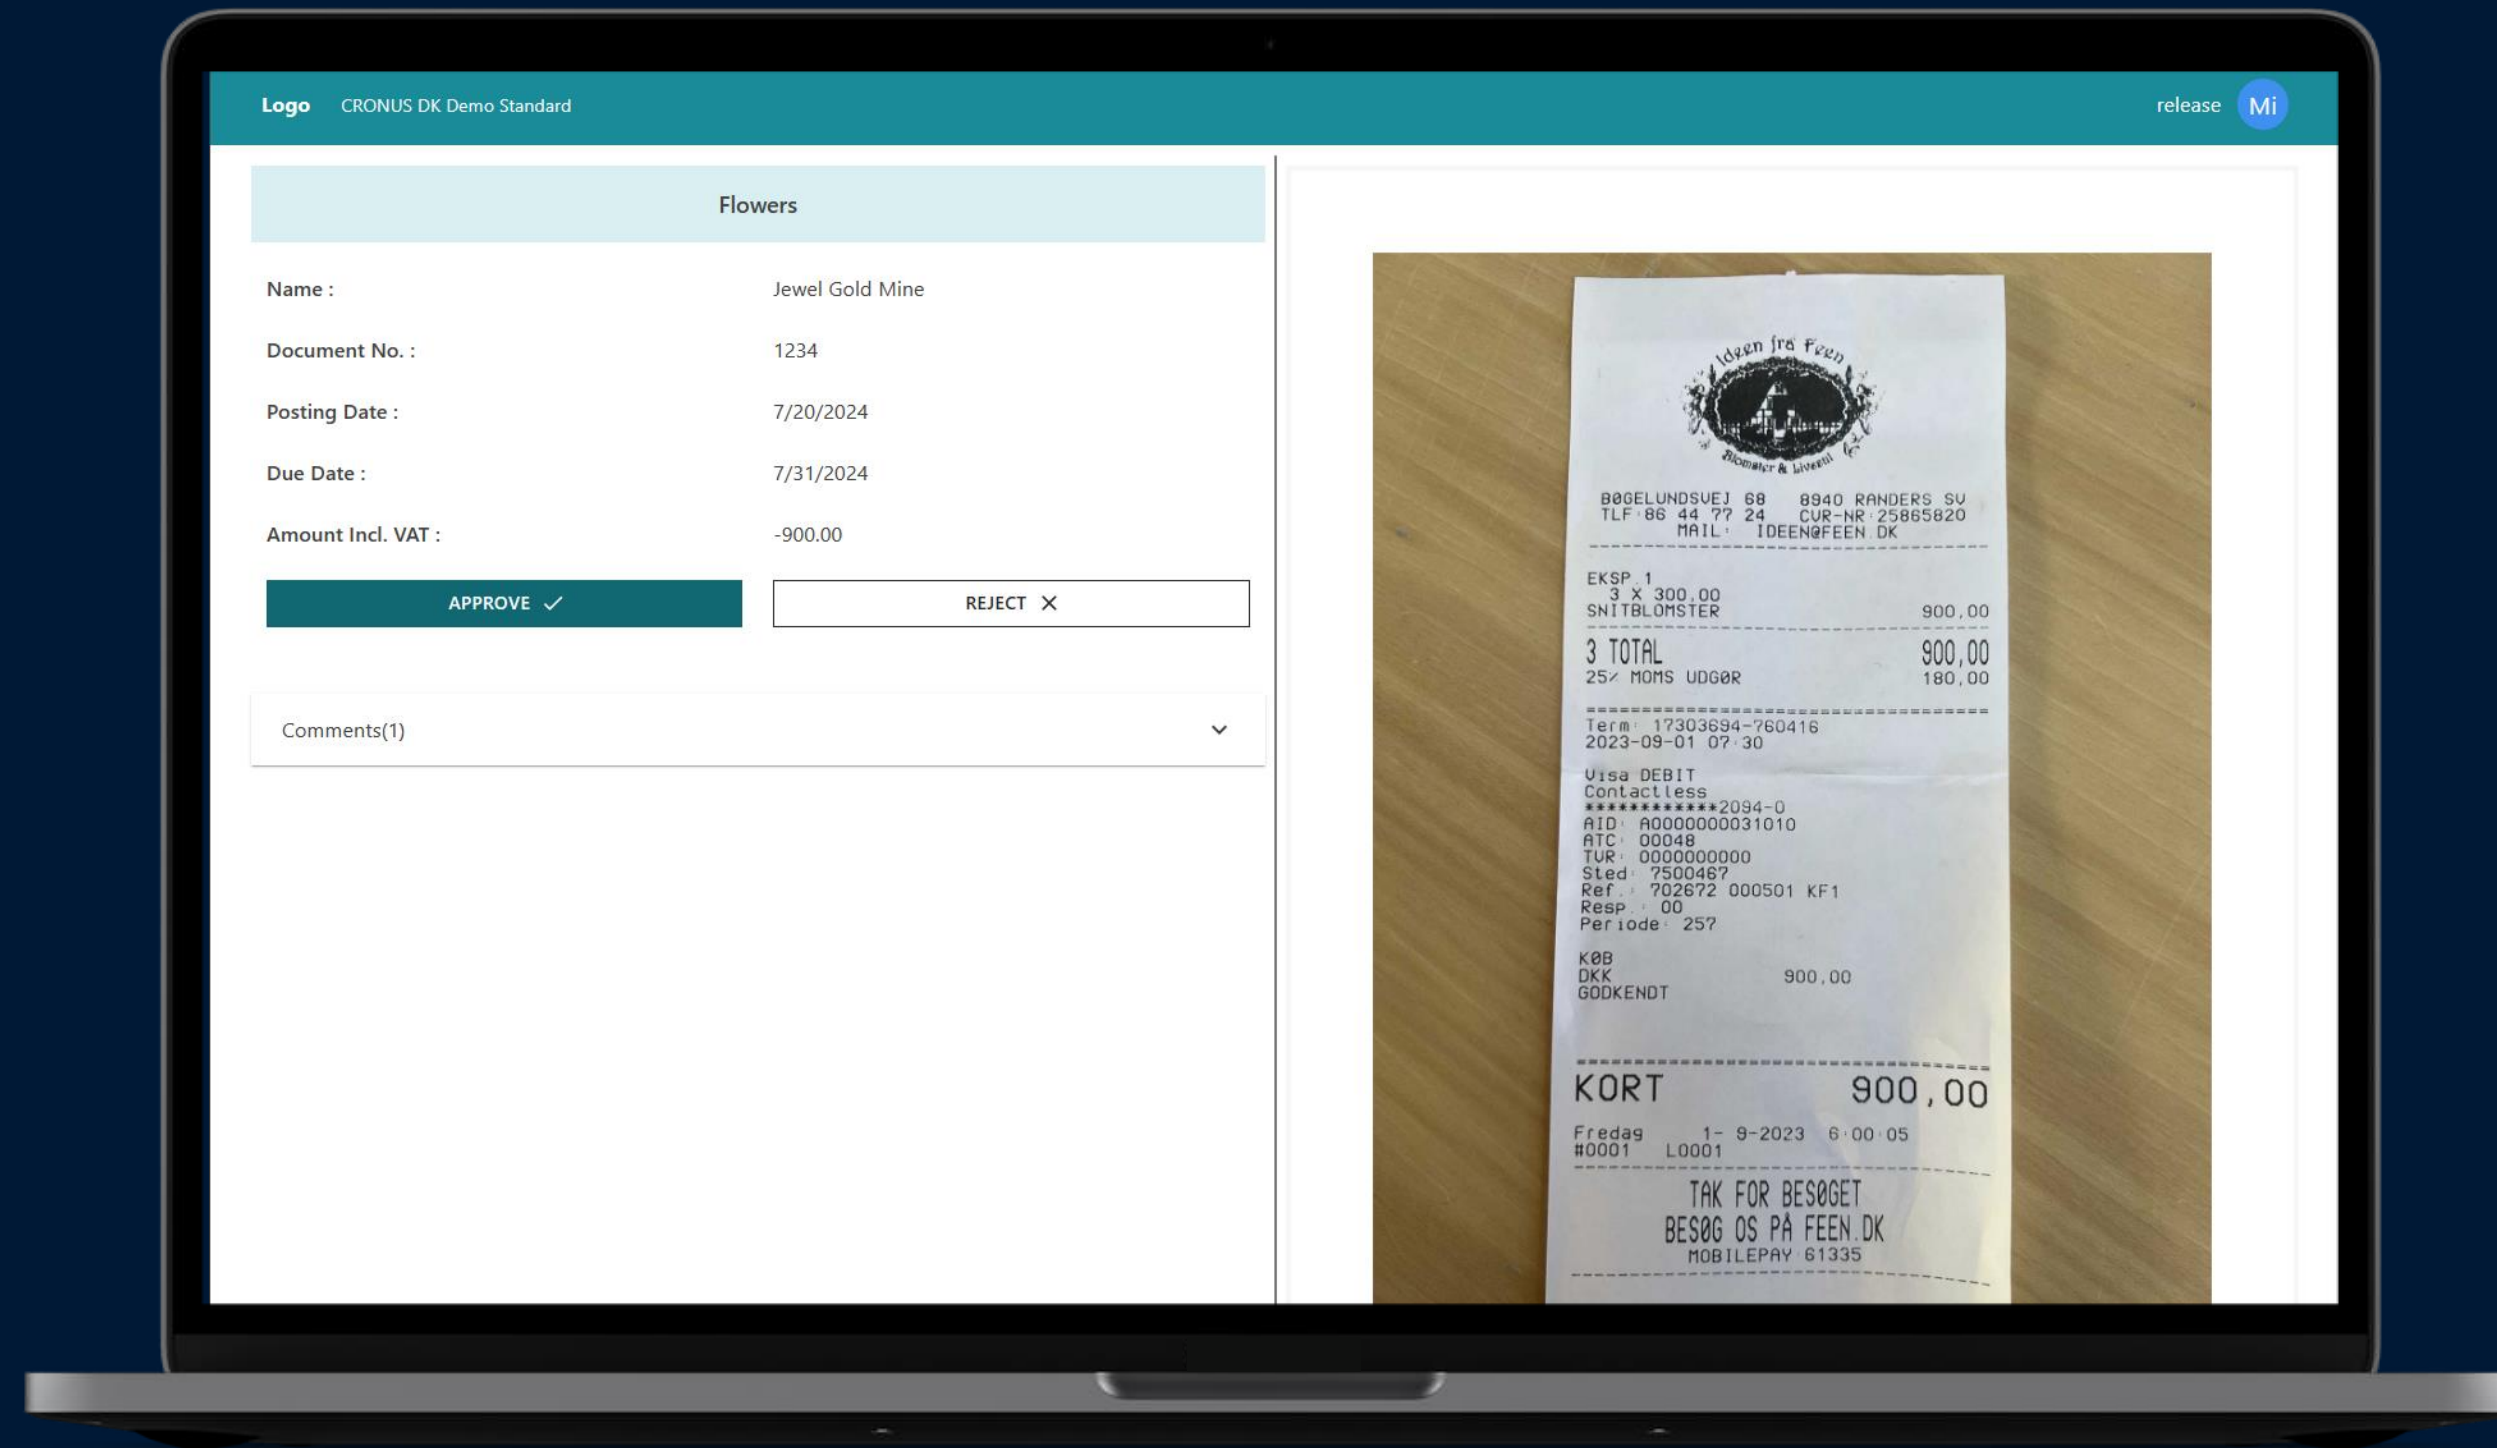 Logo CRONUS DK Demo Standard
release Mi
Flowers
Name : Jewel Gold Mine
Document No. : 1234
Posting Date : 7/20/2024
Due Date : 7/31/2024
Amount Incl. VAT : -900.00
APPROVE REJECT
Comments(1)
Ideen fra Feen
Blomster & Livsstil
BØGELUNDSVEJ 68 8940 RANDERS SV
TLF:86 44 77 24 CVR-NR:25865820
MAIL: IDEEN@FEEN.DK
EKSP.1
3 X 300,00
SNITBLOMSTER 900,00
3 TOTAL 900,00
25% MOMS UDGØR 180,00
Term: 17303694-760416
2023-09-01 07:30
Visa DEBIT
Contactless
************2094-0
AID: A0000000031010
ATC: 00048
TVR: 0000000000
Sted: 7500467
Ref.: 702672 000501 KF1
Resp.: 00
Periode: 257
KØB
DKK 900,00
GODKENDT
KORT 900,00
Fredag 1- 9-2023 6:00:05
#0001 L0001
TAK FOR BESØGET
BESØG OS PÅ FEEN.DK
MOBILEPAY:61335